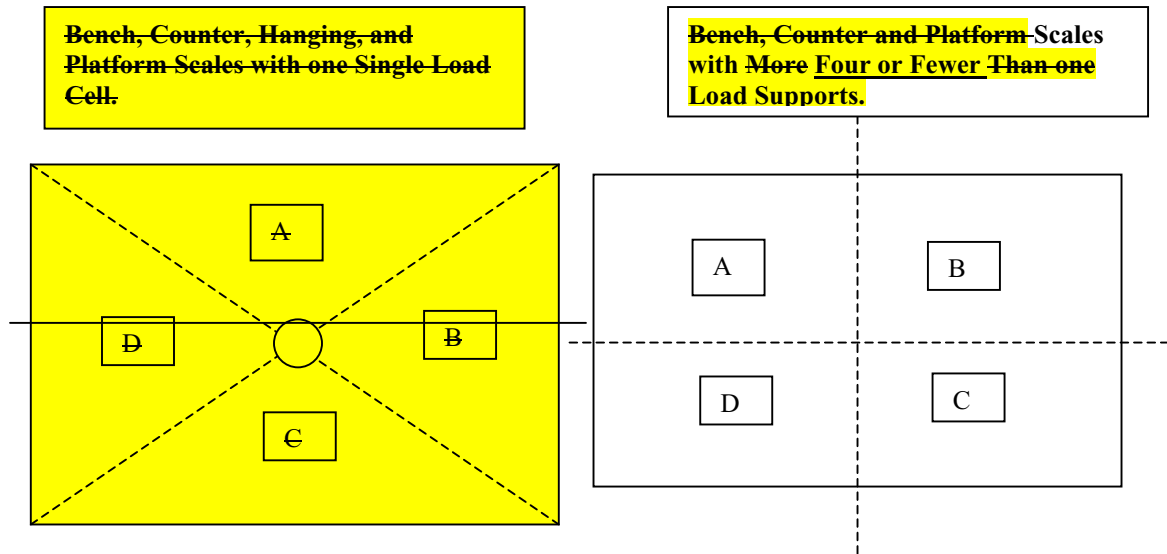 Bench, Counter, Hanging, and
Platform Scales with one Single Load
Cell.
Bench, Counter and Platform Scales
with More Four or Fewer Than one
Load Supports.
A
D
B
C
A
B
D
C